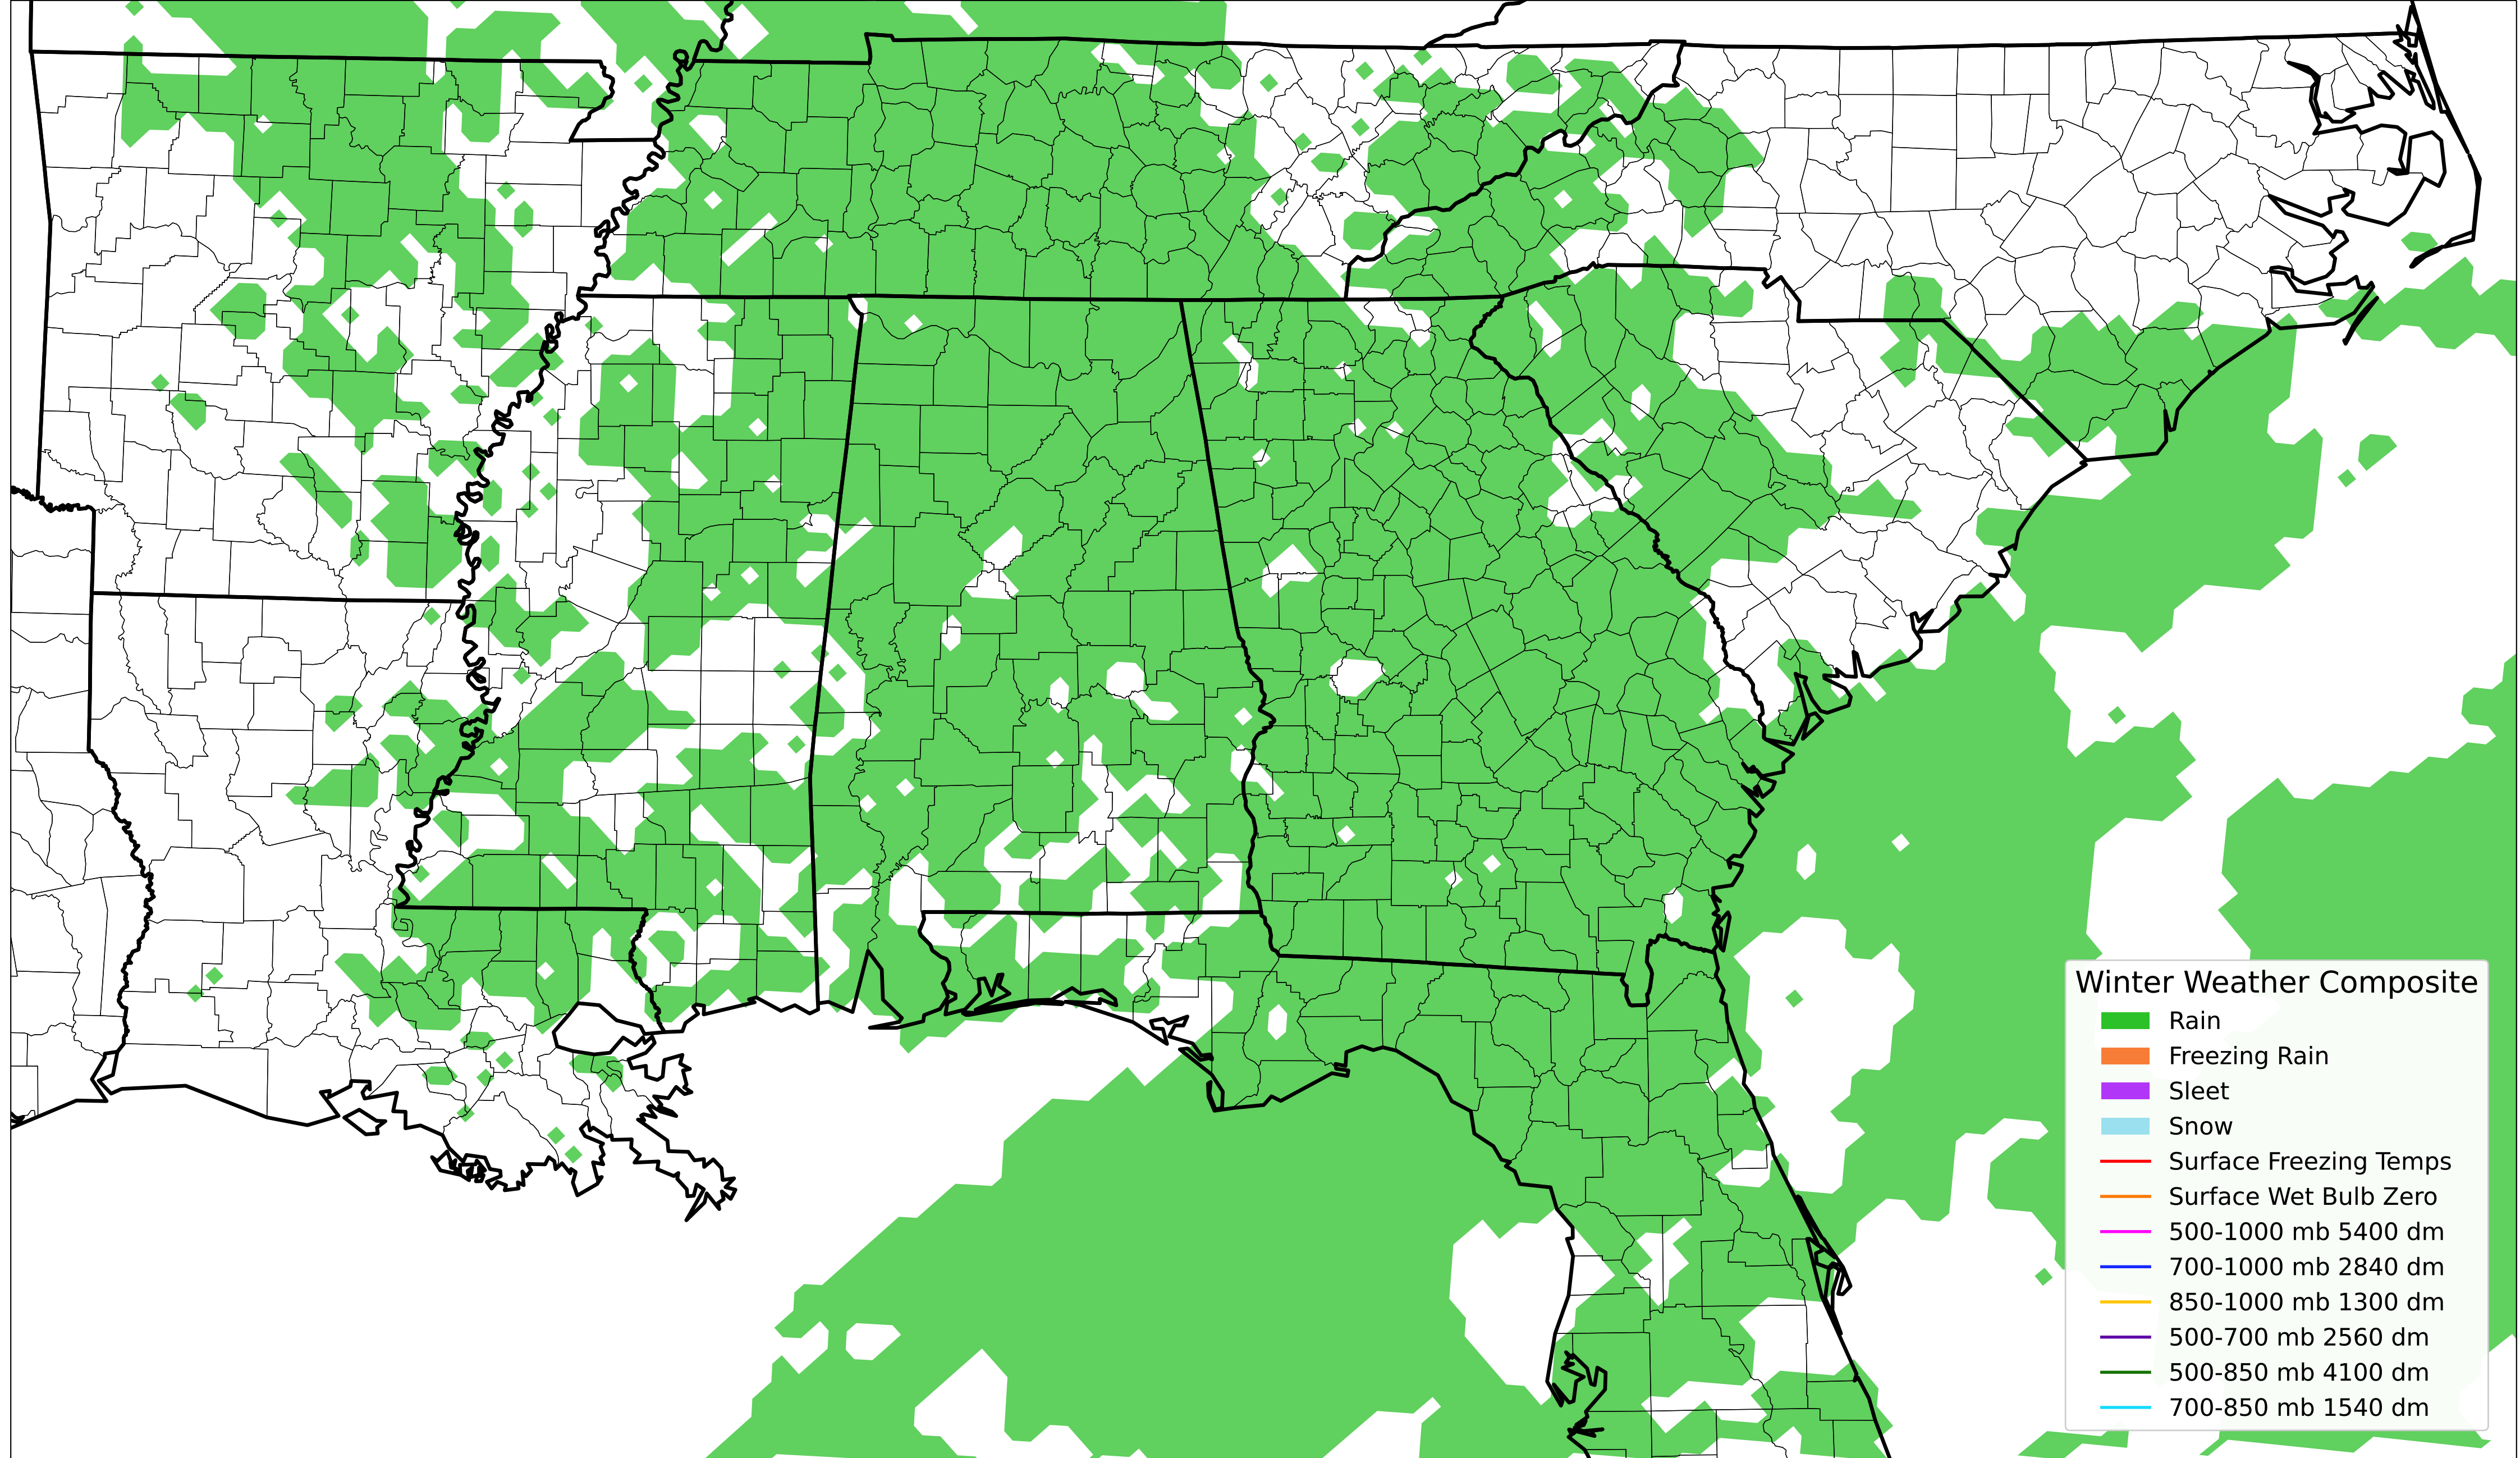 Winter Weather Composite
Rain
Freezing Rain
Sleet
Snow
Surface Freezing Temps
Surface Wet Bulb Zero
500-1000 mb 5400 dm
700-1000 mb 2840 dm
850-1000 mb 1300 dm
500-700 mb 2560 dm
500-850 mb 4100 dm
700-850 mb 1540 dm